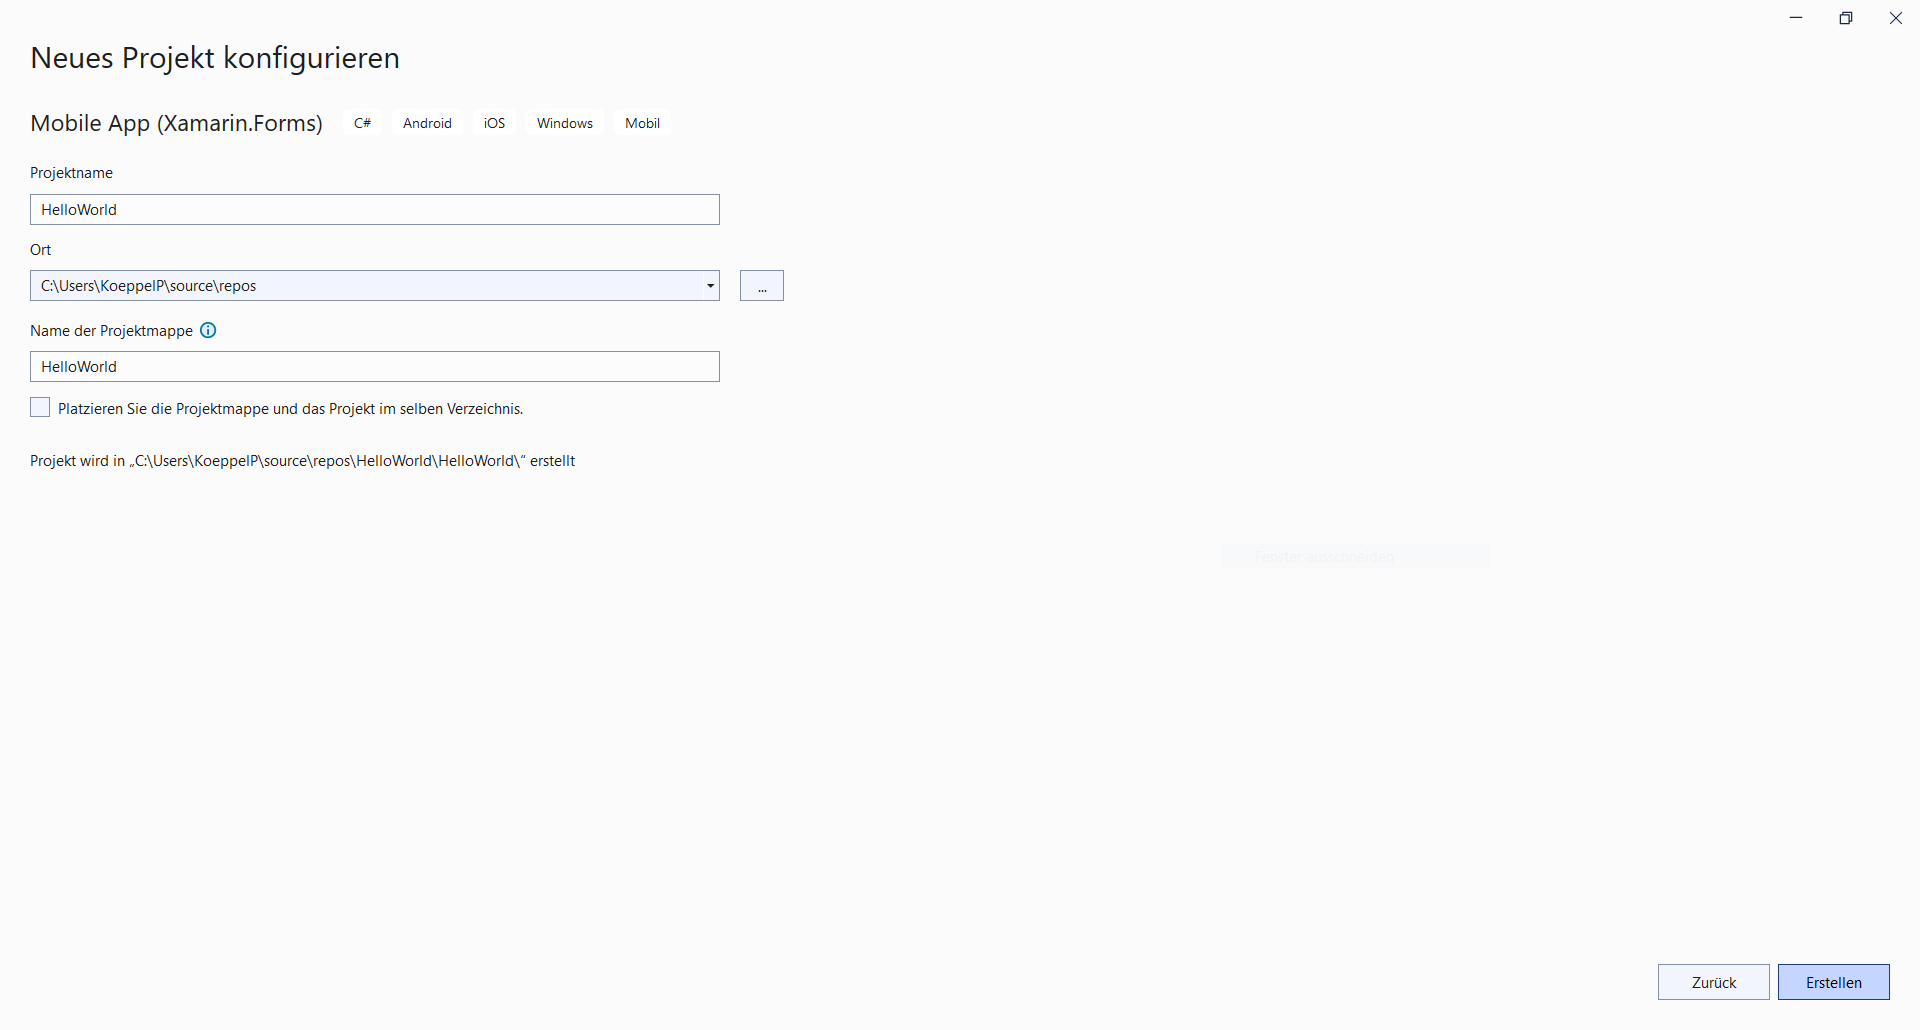 Neues Projekt konfigurieren
Mobile App (Xamarin.Forms) C# Android iOS Windows Mobil
Projektname
HelloWorld
Ort
C:\Users\KoeppelP\source\repos
...
Name der Projektmappe
HelloWorld
Platzieren Sie die Projektmappe und das Projekt im selben Verzeichnis.
Projekt wird in „C:\Users\KoeppelP\source\repos\HelloWorld\HelloWorld\“ erstellt
Fenster ausschneiden
Zurück Erstellen